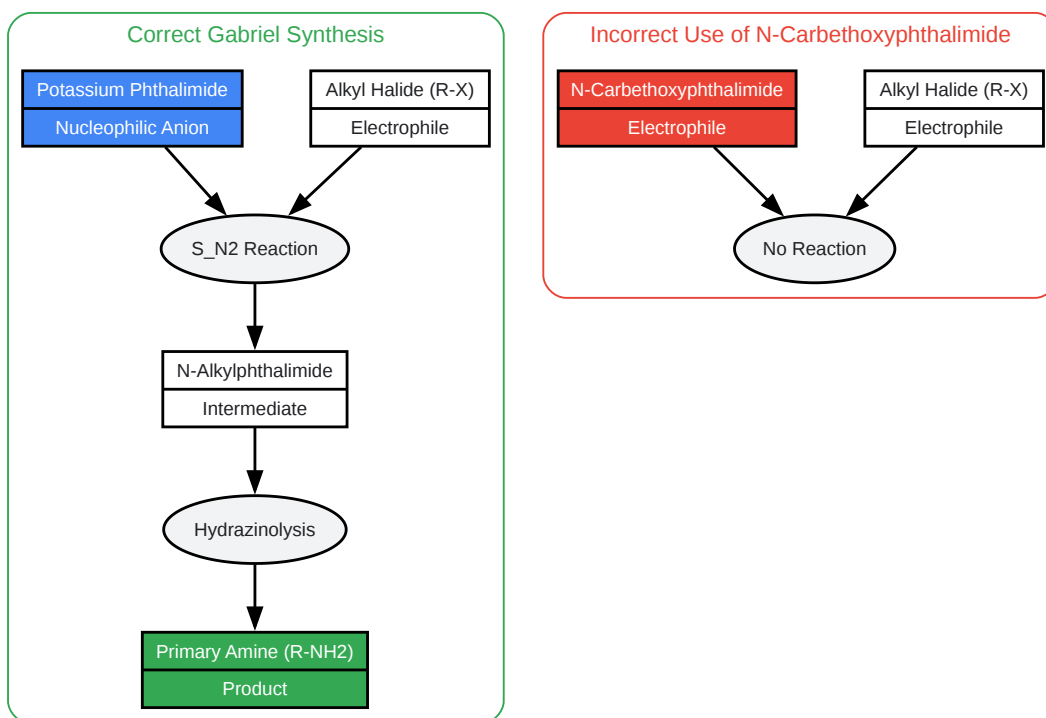 Correct Gabriel Synthesis
Potassium Phthalimide
Nucleophilic Anion
Alkyl Halide (R-X)
Electrophile
S_N2 Reaction
N-Alkylphthalimide
Intermediate
Hydrazinolysis
Primary Amine (R-NH2)
Product
Incorrect Use of N-Carbethoxyphthalimide
N-Carbethoxyphthalimide
Electrophile
Alkyl Halide (R-X)
Electrophile
No Reaction